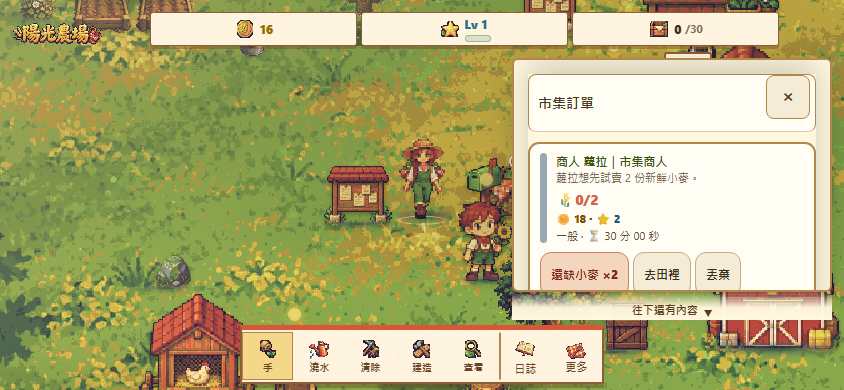 陽光農場
16
Lv 1
0 /30
市集訂單
×
商人 蘿拉 | 市集商人
蘿拉想先試賣 2 份新鮮小麥。
0/2
18 · 2
一般 · 30 分 00 秒
還缺小麥 ×2
去田裡
丟棄
往下還有內容 ▼
手
澆水
清除
建造
查看
日誌
更多